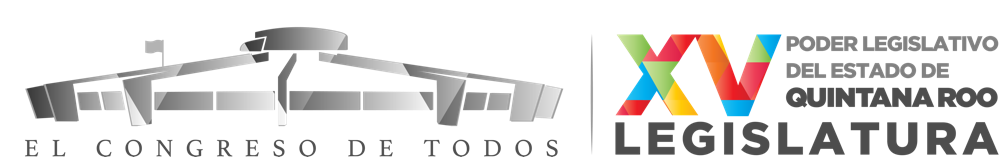 EL CONGRESO DE TODOS
XV
PODER LEGISLATIVO
DEL ESTADO DE
QUINTANA ROO
LEGISLATURA